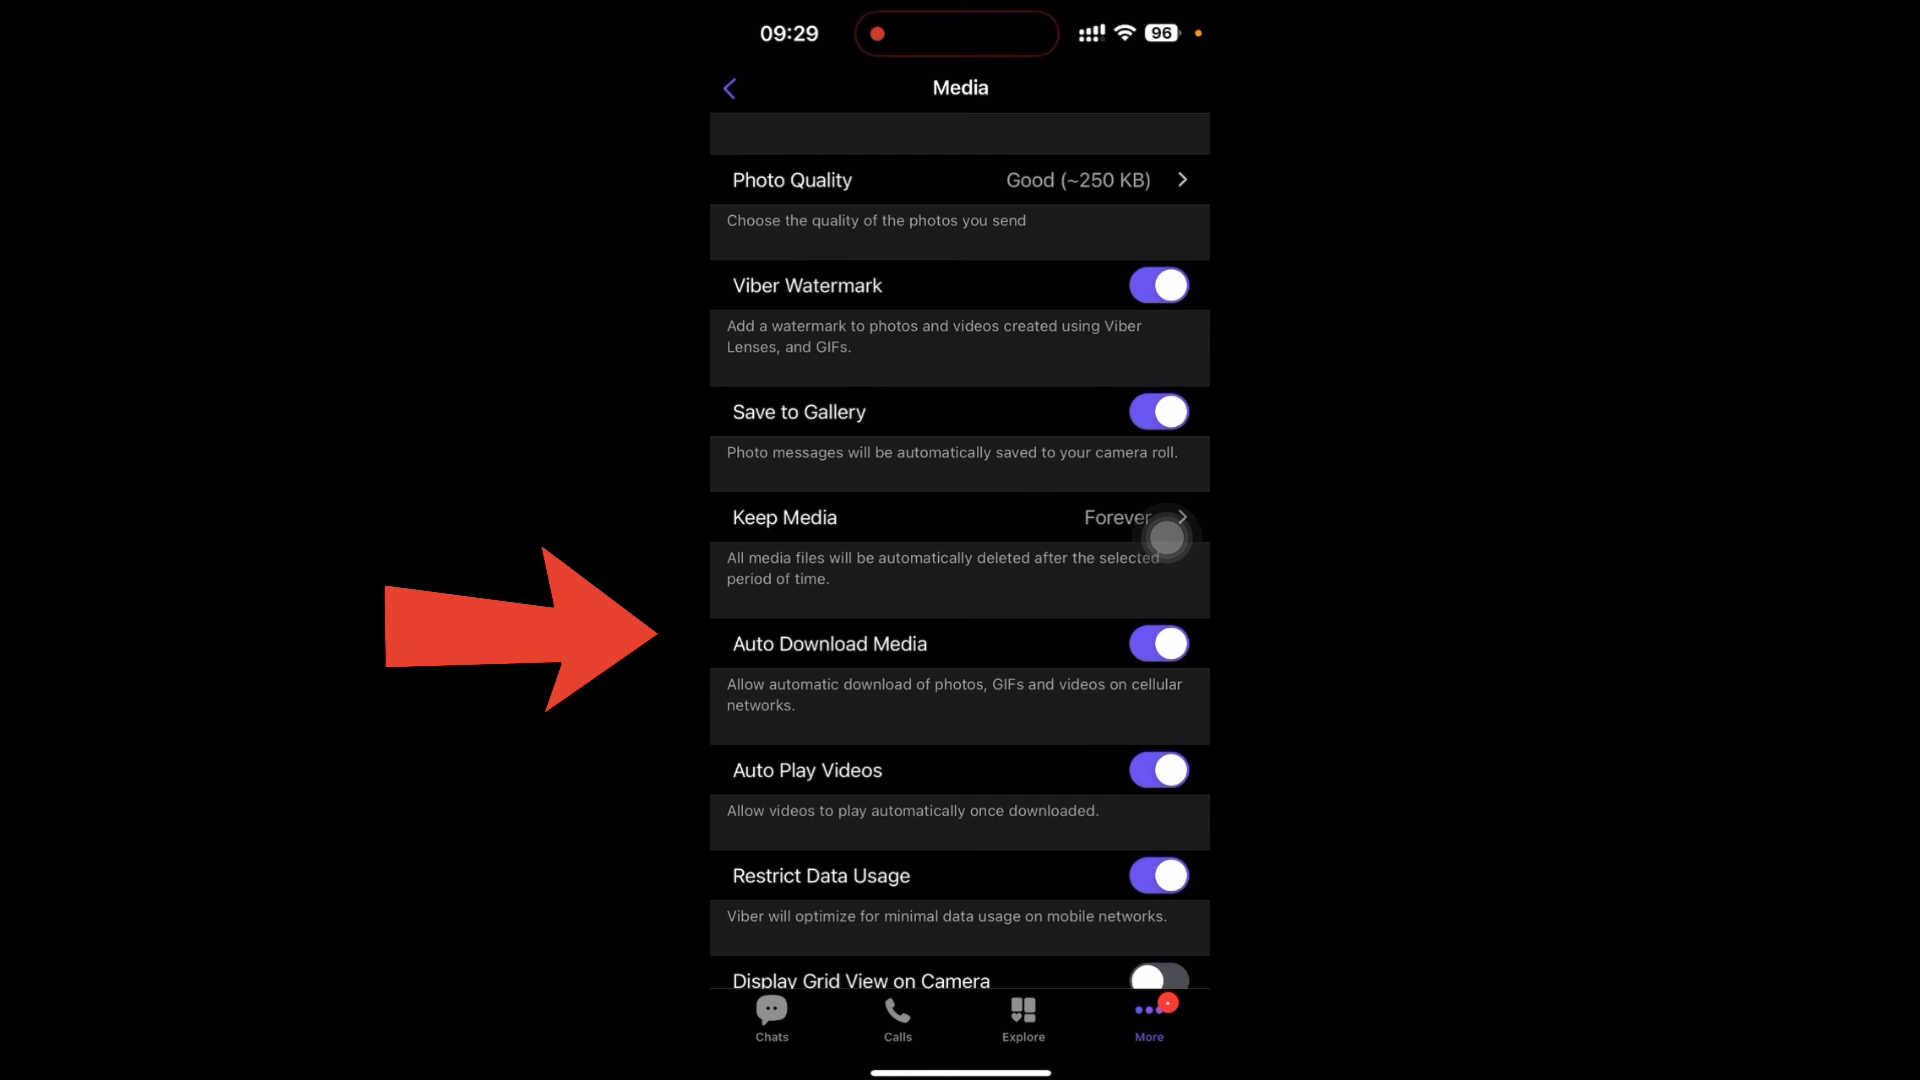 09:29
96
Media
Photo Quality Good (~250 KB)
Choose the quality of the photos you send
Viber Watermark
Add a watermark to photos and videos created using Viber
Lenses, and GIFs.
Save to Gallery
Photo messages will be automatically saved to your camera roll.
Keep Media Forever
All media files will be automatically deleted after the selected
period of time.
Auto Download Media
Allow automatic download of photos, GIFs and videos on cellular
networks.
Auto Play Videos
Allow videos to play automatically once downloaded.
Restrict Data Usage
Viber will optimize for minimal data usage on mobile networks.
Display Grid View on Camera
Chats Calls Explore More